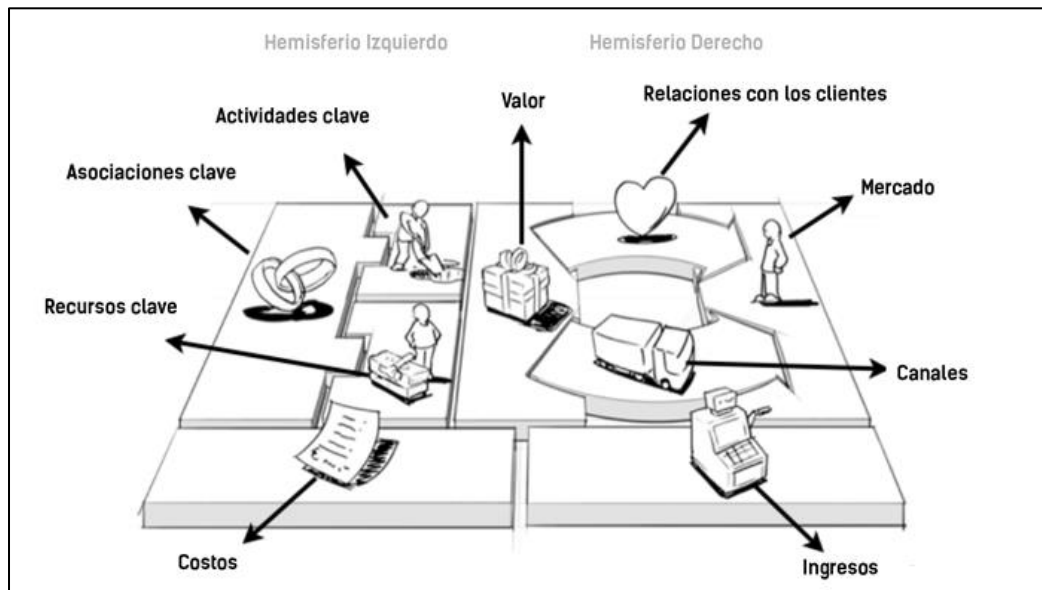 Hemisferio Izquierdo
Hemisferio Derecho
Relaciones con los clientes
Valor
Actividades clave
Asociaciones clave
Mercado
Recursos clave
Canales
Costos
Ingresos